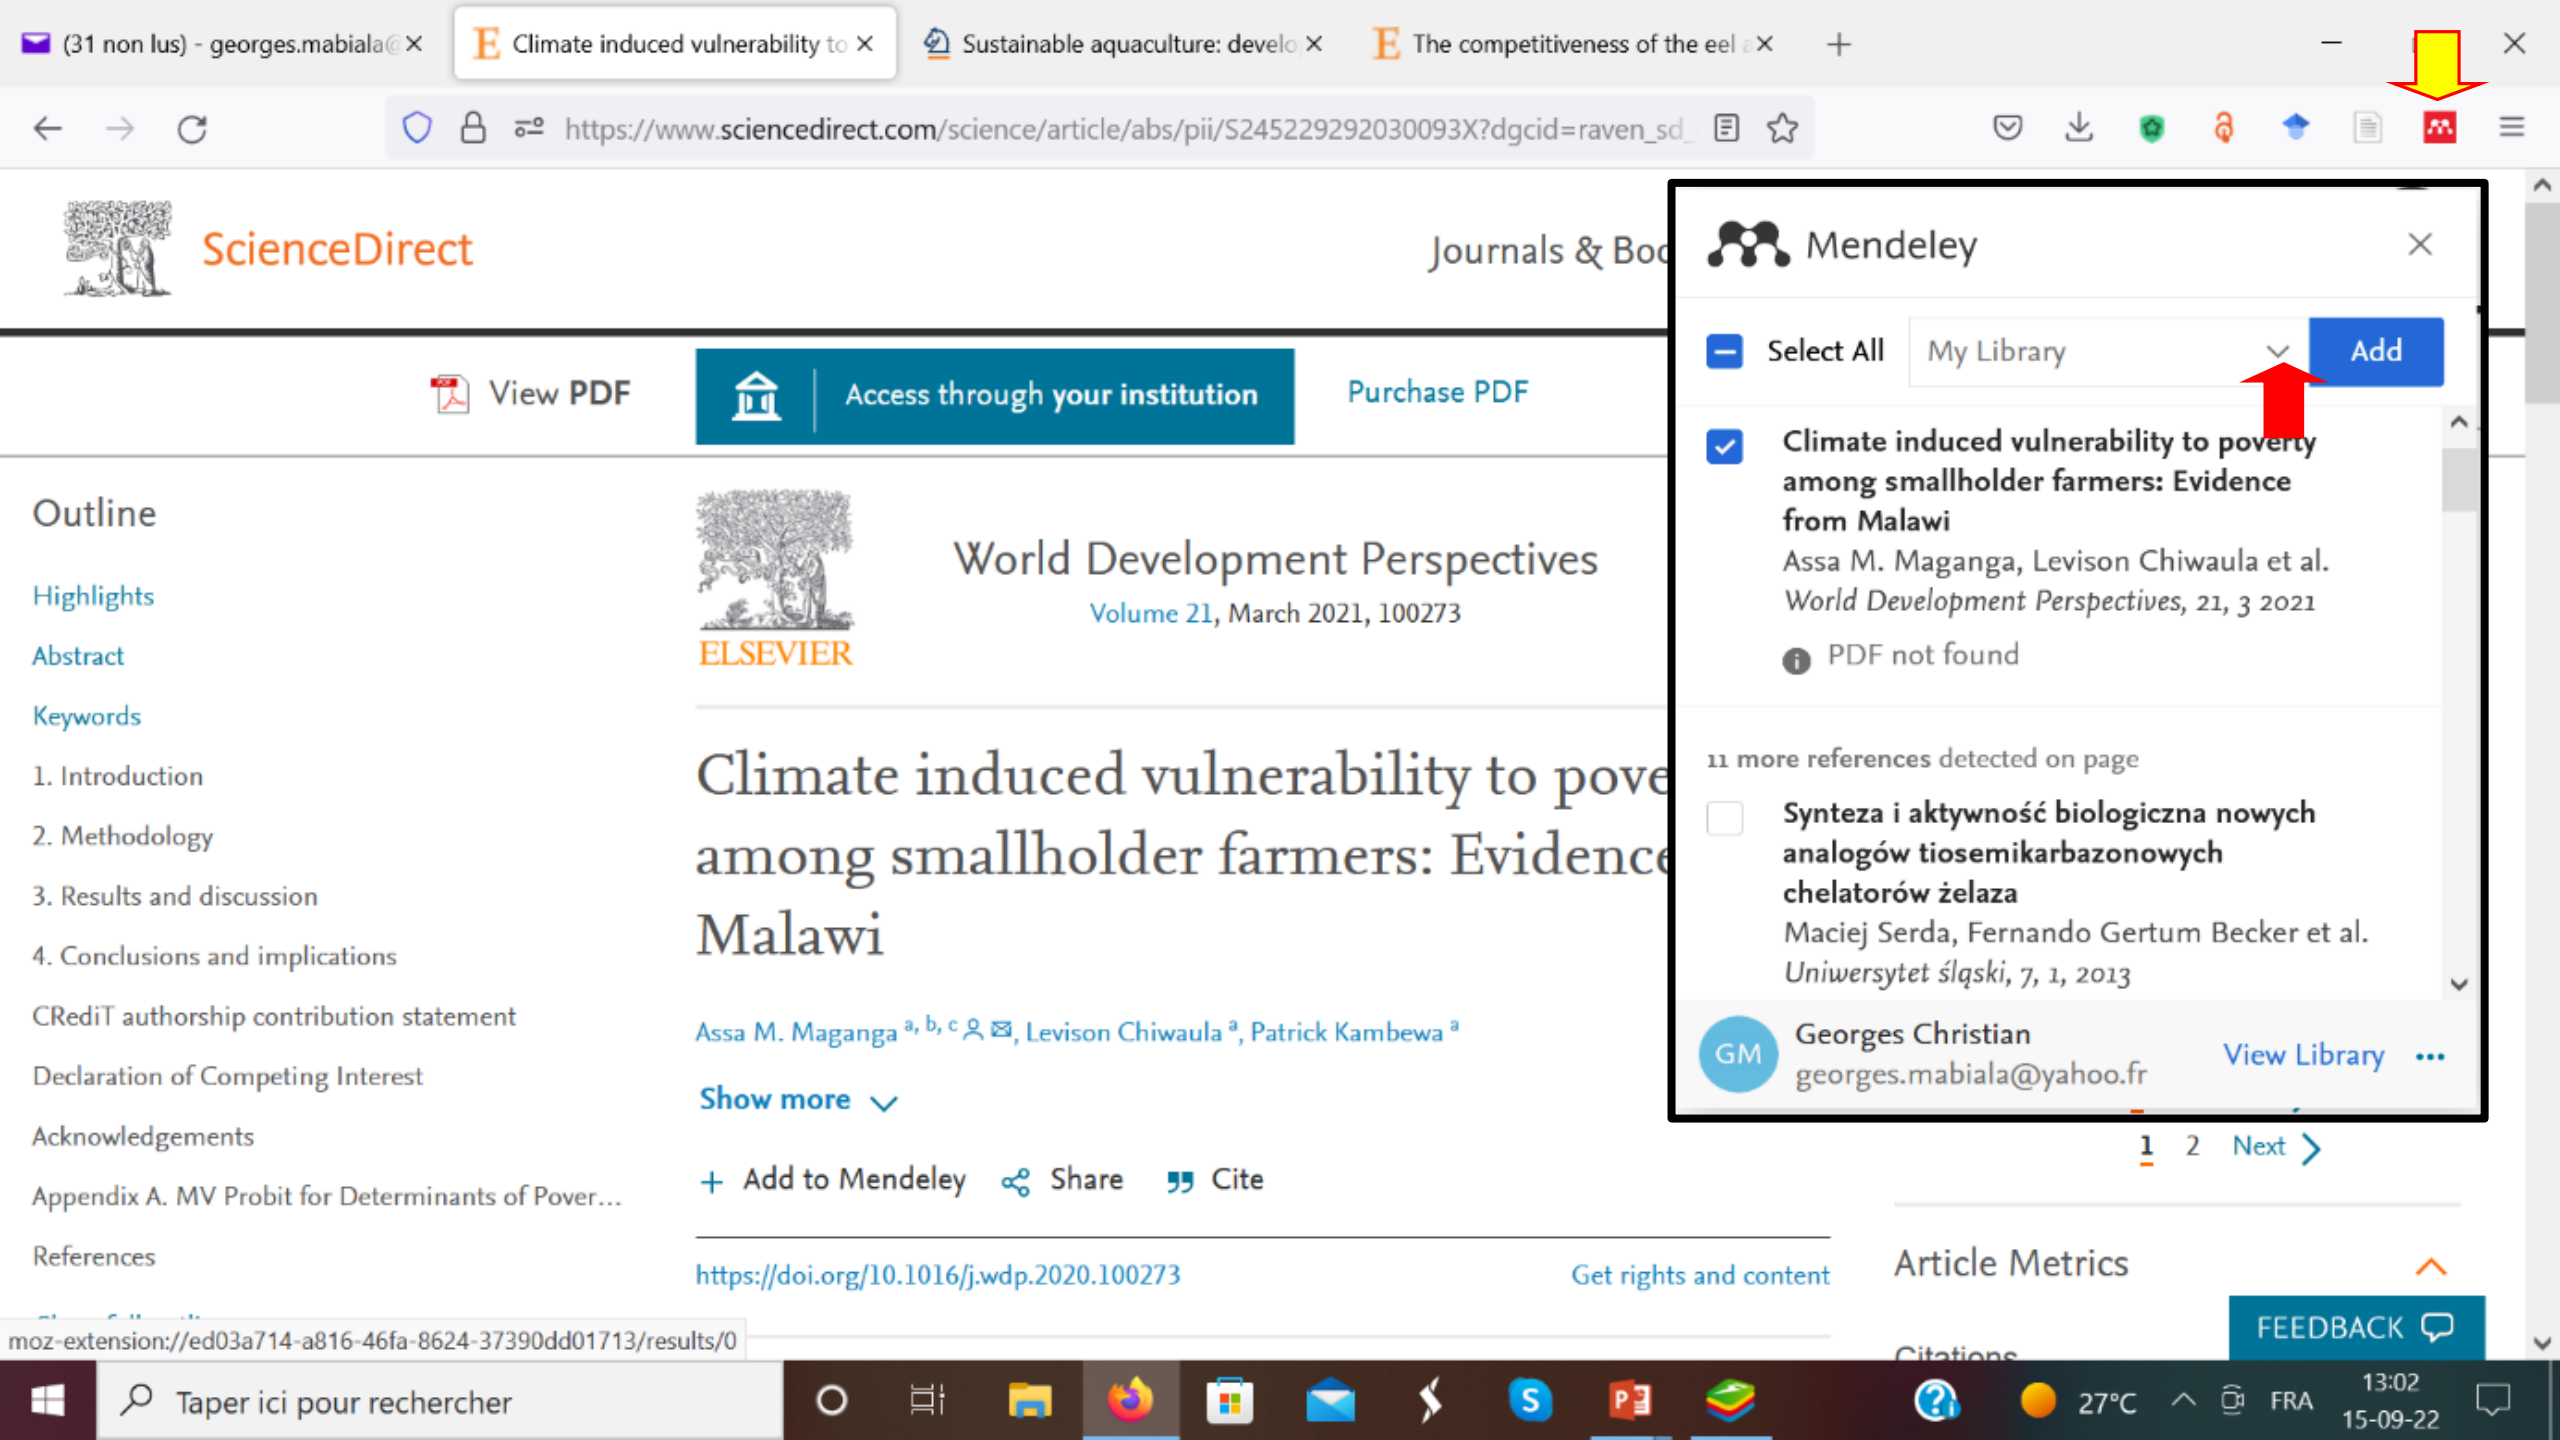 (31 non lus) - georges.mabiala@
Climate induced vulnerability to
Sustainable aquaculture: develo
The competitiveness of the eel a
https://www.sciencedirect.com/science/article/abs/pii/S245229292030093X?dgcid=raven_sd_
ScienceDirect
Journals & Boo
View PDF
Access through your institution
Purchase PDF
Outline
Highlights
Abstract
Keywords
1. Introduction
2. Methodology
3. Results and discussion
4. Conclusions and implications
CRediT authorship contribution statement
Declaration of Competing Interest
Acknowledgements
Appendix A. MV Probit for Determinants of Pover...
References
ELSEVIER
World Development Perspectives
Volume 21, March 2021, 100273
Climate induced vulnerability to pove
among smallholder farmers: Evidence
Malawi
Assa M. Maganga a, b, c, Levison Chiwaula a, Patrick Kambewa a
Show more
Add to Mendeley
Share
Cite
https://doi.org/10.1016/j.wdp.2020.100273
Get rights and content
Mendeley
Select All
My Library
Add
Climate induced vulnerability to poverty
among smallholder farmers: Evidence
from Malawi
Assa M. Maganga, Levison Chiwaula et al.
World Development Perspectives, 21, 3 2021
PDF not found
11 more references detected on page
Synteza i aktywność biologiczna nowych
analogów tiosemikarbazonowych
chelatorów żelaza
Maciej Serda, Fernando Gertum Becker et al.
Uniwersytet śląski, 7, 1, 2013
GM
Georges Christian
georges.mabiala@yahoo.fr
View Library
1 2 Next
Article Metrics
Citations
FEEDBACK
moz-extension://ed03a714-a816-46fa-8624-37390dd01713/results/0
Taper ici pour rechercher
27°C
FRA
13:02
15-09-22